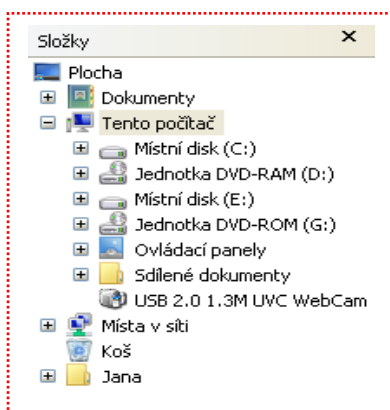 Složky
Plocha
Dokumenty
Tento počítač
Místní disk (C:)
Jednotka DVD-RAM (D:)
Místní disk (E:)
Jednotka DVD-ROM (G:)
Ovládací panely
Sdílené dokumenty
USB 2.0 1.3M UVC WebCam
Místa v síti
Koš
Jana